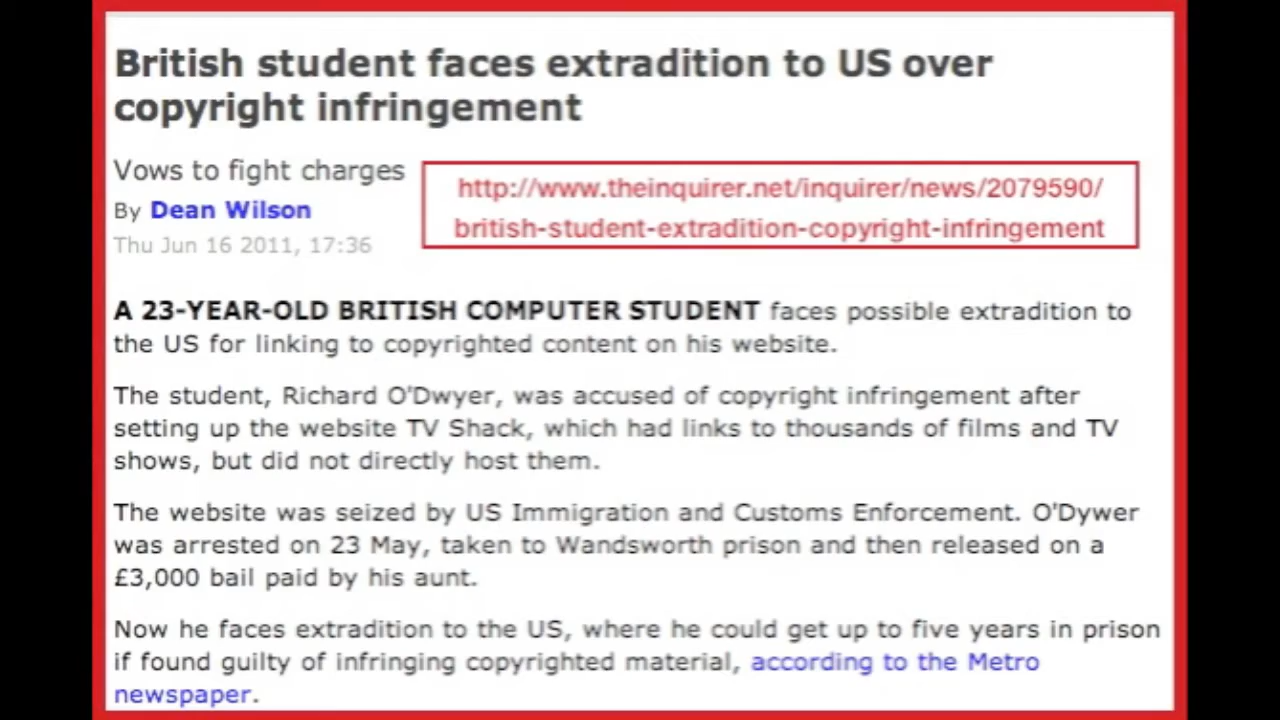 British student faces extradition to US over
copyright infringement
Vows to fight charges
By Dean Wilson
Thu Jun 16 2011, 17:36
http://www.theinquirer.net/inquirer/news/2079590/
british-student-extradition-copyright-infringement
A 23-YEAR-OLD BRITISH COMPUTER STUDENT faces possible extradition to
the US for linking to copyrighted content on his website.
The student, Richard O'Dwyer, was accused of copyright infringement after
setting up the website TV Shack, which had links to thousands of films and TV
shows, but did not directly host them.
The website was seized by US Immigration and Customs Enforcement. O'Dywer
was arrested on 23 May, taken to Wandsworth prison and then released on a
£3,000 bail paid by his aunt.
Now he faces extradition to the US, where he could get up to five years in prison
if found guilty of infringing copyrighted material, according to the Metro
newspaper.